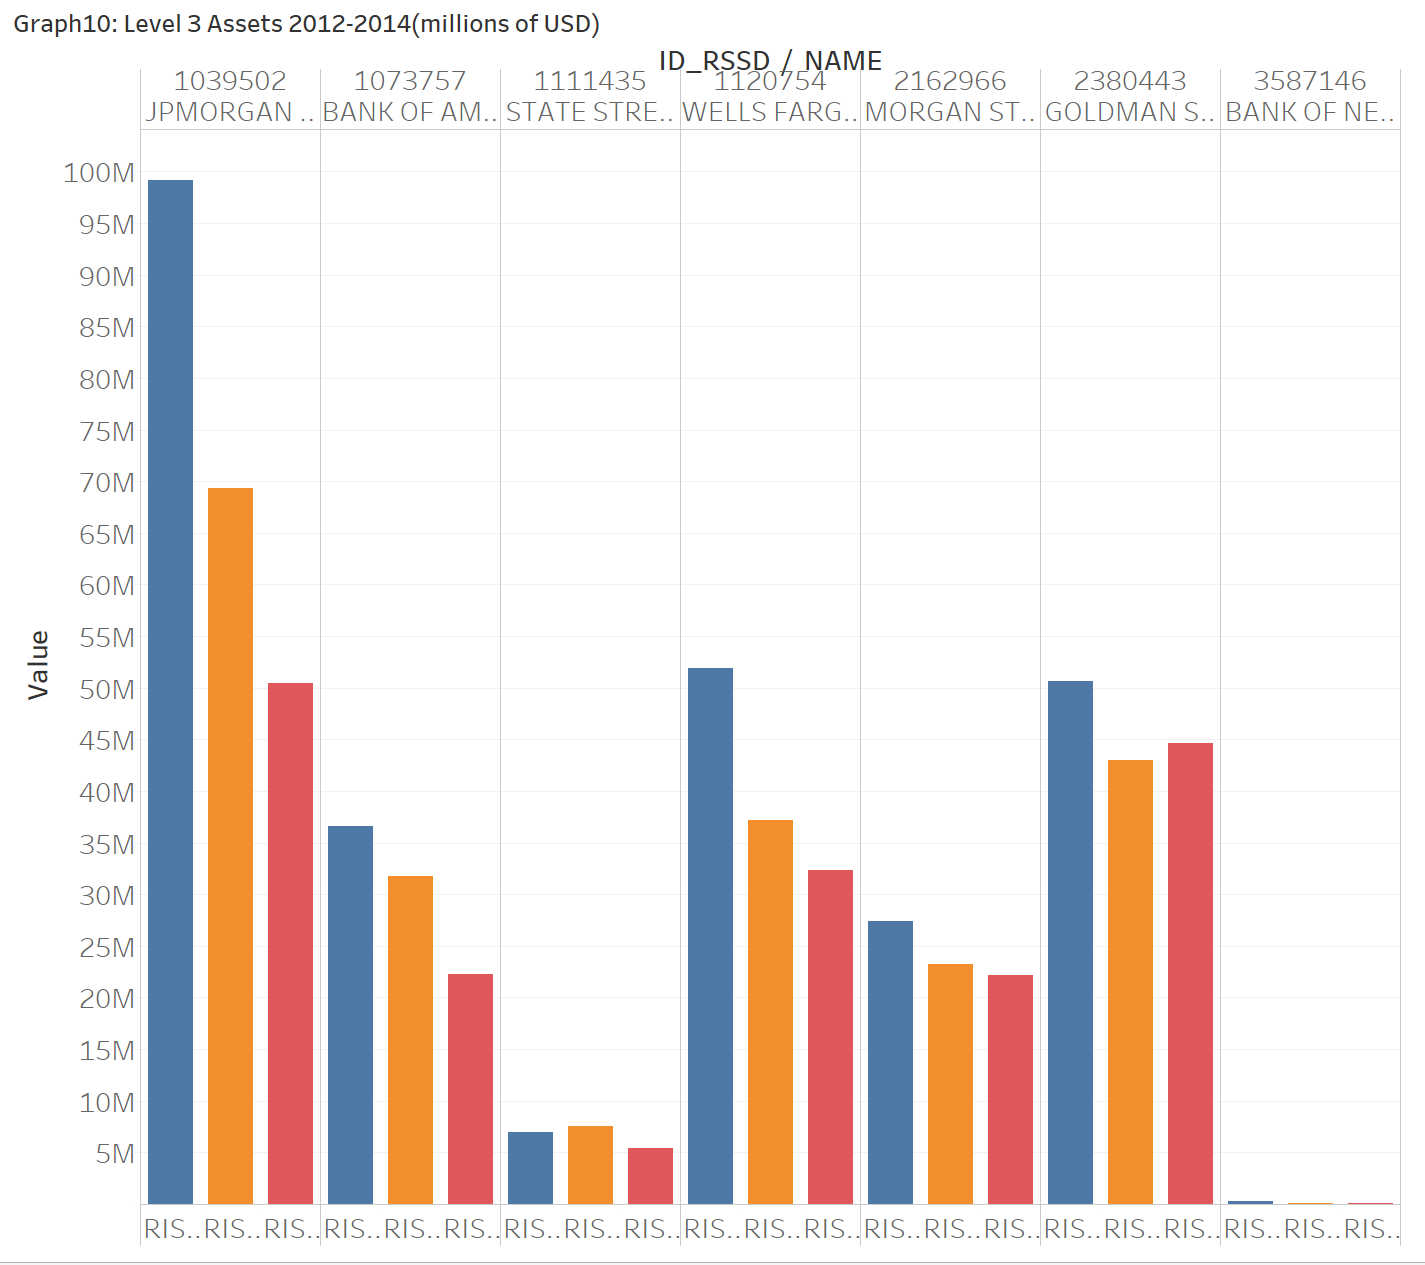 Graph10: Level 3 Assets 2012-2014(millions of USD)
ID_RSSD / NAME
1039502 1073757 1111435 1120754 2162966 2380443 3587146
JPMORGAN .. BANK OF AM.. STATE STRE.. WELLS FARG.. MORGAN ST.. GOLDMAN S.. BANK OF NE..
100M
95M
90M
85M
80M
75M
70M
65M
60M
55M
50M
45M
40M
35M
30M
25M
20M
15M
10M
5M
Value
RIS.. RIS.. RIS.. RIS.. RIS.. RIS.. RIS.. RIS.. RIS.. RIS.. RIS.. RIS.. RIS.. RIS.. RIS.. RIS.. RIS.. RIS.. RIS.. RIS.. RIS..